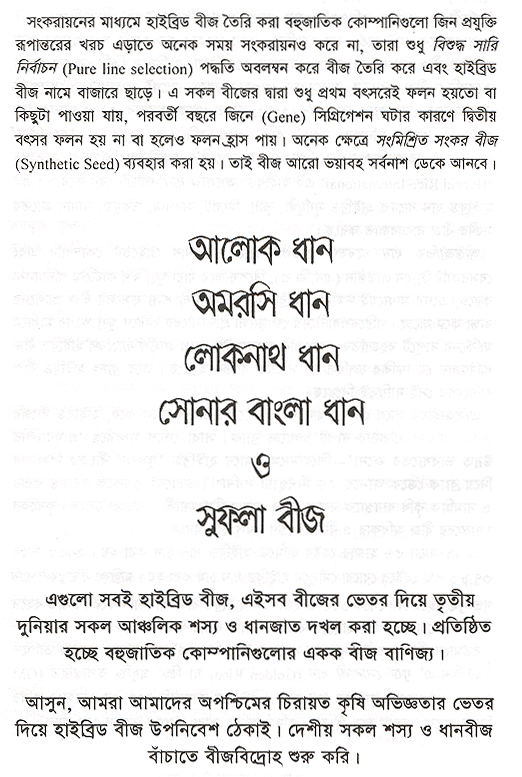 সংকরায়নের মাধ্যমে হাইব্রিড বীজ তৈরি করা বহুজাতিক কোম্পানিগুলো জিন প্রযুক্তি
রূপান্তরের খরচ এড়াতে অনেক সময় সংকরায়নও করে না, তারা শুধু বিশুদ্ধ সারি
নির্বাচন (Pure line selection) পদ্ধতি অবলম্বন করে বীজ তৈরি করে এবং হাইব্রিড
বীজ নামে বাজারে ছাড়ে। এ সকল বীজের দ্বারা শুধু প্রথম বৎসরেই ফলন হয়তো বা
কিছুটা পাওয়া যায়, পরবর্তী বছরে জিনে (Gene) সিগ্রিগেশন ঘটার কারণে দ্বিতীয়
বৎসর ফলন হয় না বা হলেও ফলন হ্রাস পায়। অনেক ক্ষেত্রে সংমিশ্রিত সংকর বীজ
(Synthetic Seed) ব্যবহার করা হয়। তাই বীজ আরো ভয়াবহ সর্বনাশ ডেকে আনবে।
আলোক ধান
অমরসি ধান
লোকনাথ ধান
সোনার বাংলা ধান
ও
সুফলা বীজ
এগুলো সবই হাইব্রিড বীজ, এইসব বীজের ভেতর দিয়ে তৃতীয়
দুনিয়ার সকল আঞ্চলিক শস্য ও ধানজাত দখল করা হচ্ছে। প্রতিষ্ঠিত
হচ্ছে বহুজাতিক কোম্পানিগুলোর একক বীজ বাণিজ্য।
আসুন, আমরা আমাদের অপশ্চিমের চিরায়ত কৃষি অভিজ্ঞতার ভেতর
দিয়ে হাইব্রিড বীজ উপনিবেশ ঠেকাই। দেশীয় সকল শস্য ও ধানবীজ
বাঁচাতে বীজবিদ্রোহ শুরু করি।